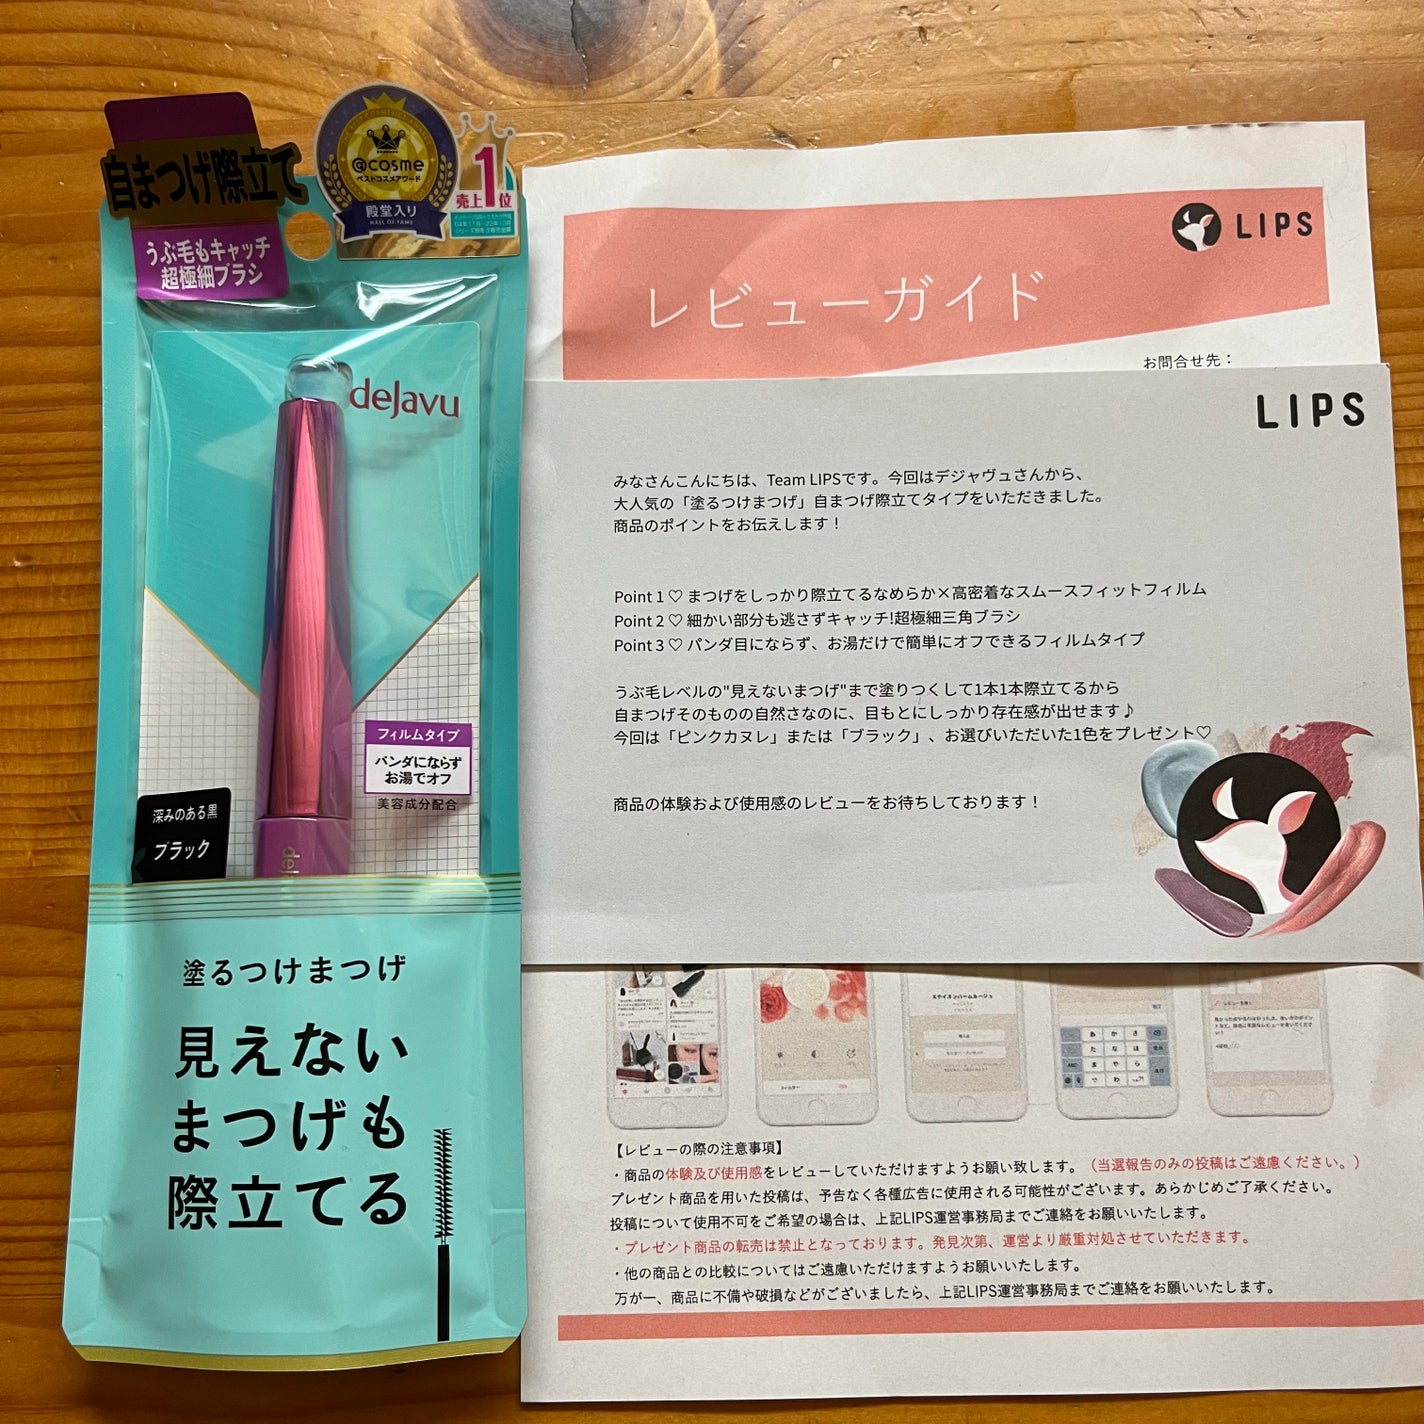 自まつげ際立て
うぶ毛もキャッチ
超極細ブラシ
@cosme
ベストコスメアワード
殿堂入り
HALL OF FAME
売上1位
dejavu
フィルムタイプ
パンダにならず
お湯でオフ
美容成分配合
深みのある黒
ブラック
塗るつけまつげ
見えない
まつげも
際立てる
LIPS
レビューガイド
お問合せ先：
LIPS
みなさんこんにちは、Team LIPSです。今回はデジャヴュさんから、
大人気の「塗るつけまつげ」自まつげ際立てタイプをいただきました。
商品のポイントをお伝えします！
Point 1 ♡ まつげをしっかり際立てるなめらか×高密着なスムースフィットフィルム
Point 2 ♡ 細かい部分も逃さずキャッチ!超極細三角ブラシ
Point 3 ♡ パンダ目にならず、お湯だけで簡単にオフできるフィルムタイプ
うぶ毛レベルの"見えないまつげ"まで塗りつくして1本1本際立てるから
自まつげそのものの自然さなのに、目もとにしっかり存在感が出せます♪
今回は「ピンクカヌレ」または「ブラック」、お選びいただいた1色をプレゼント♡
商品の体験および使用感のレビューをお待ちしております！
【レビューの際の注意事項】
・商品の体験及び使用感をレビューしていただけますようお願い致します。（当選報告のみの投稿はご遠慮ください。）
プレゼント商品を用いた投稿は、予告なく各種広告に使用される可能性がございます。あらかじめご了承ください。
投稿について使用不可をご希望の場合は、上記LIPS運営事務局までご連絡をお願いいたします。
・プレゼント商品の転売は禁止となっております。発見次第、運営より厳重対処させていただきます。
・他の商品との比較についてはご遠慮いただけますようお願いいたします。
万が一、商品に不備や破損などがございましたら、上記LIPS運営事務局までご連絡をお願いいたします。